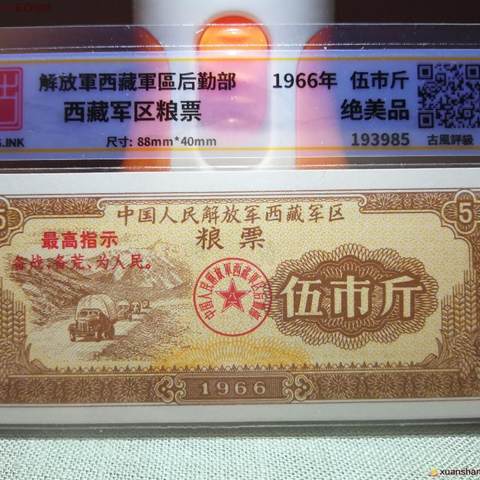 解放軍西藏軍區后勤部 1966年 伍市斤
西藏军区粮票 绝美品
S.INK 尺寸: 88mm*40mm 193985 古風評級
5 中国人民解放军西藏军区 5
最高指示 粮票
备战、备荒、为人民。
伍市斤
1966
xuanshan